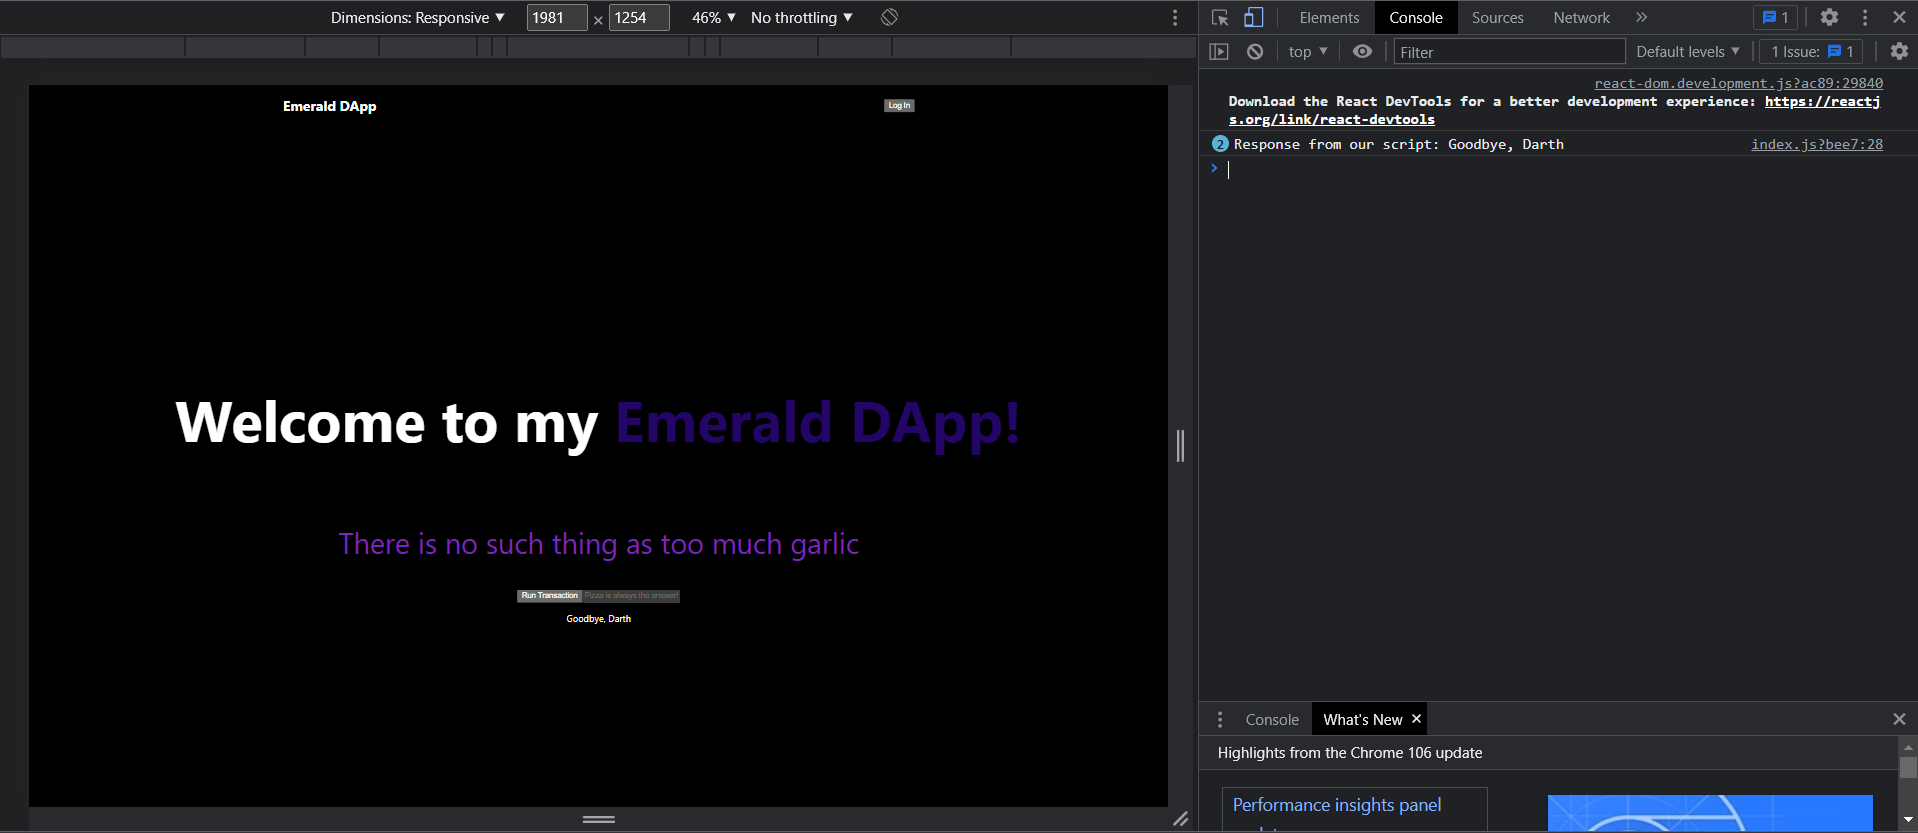 Dimensions: Responsive ▼ 1981 × 1254 46% ▼ No throttling ▼
Elements Console Sources Network » 1
top ▼ Filter Default levels ▼ 1 Issue: 1
Emerald DApp Log In
Welcome to my Emerald DApp!
There is no such thing as too much garlic
Run Transaction Pizza is always the answer!
Goodbye, Darth
react-dom.development.js?ac89:29840
Download the React DevTools for a better development experience: https://reactj
s.org/link/react-devtools
2 Response from our script: Goodbye, Darth index.js?bee7:28
Console What's New ×
Highlights from the Chrome 106 update
Performance insights panel